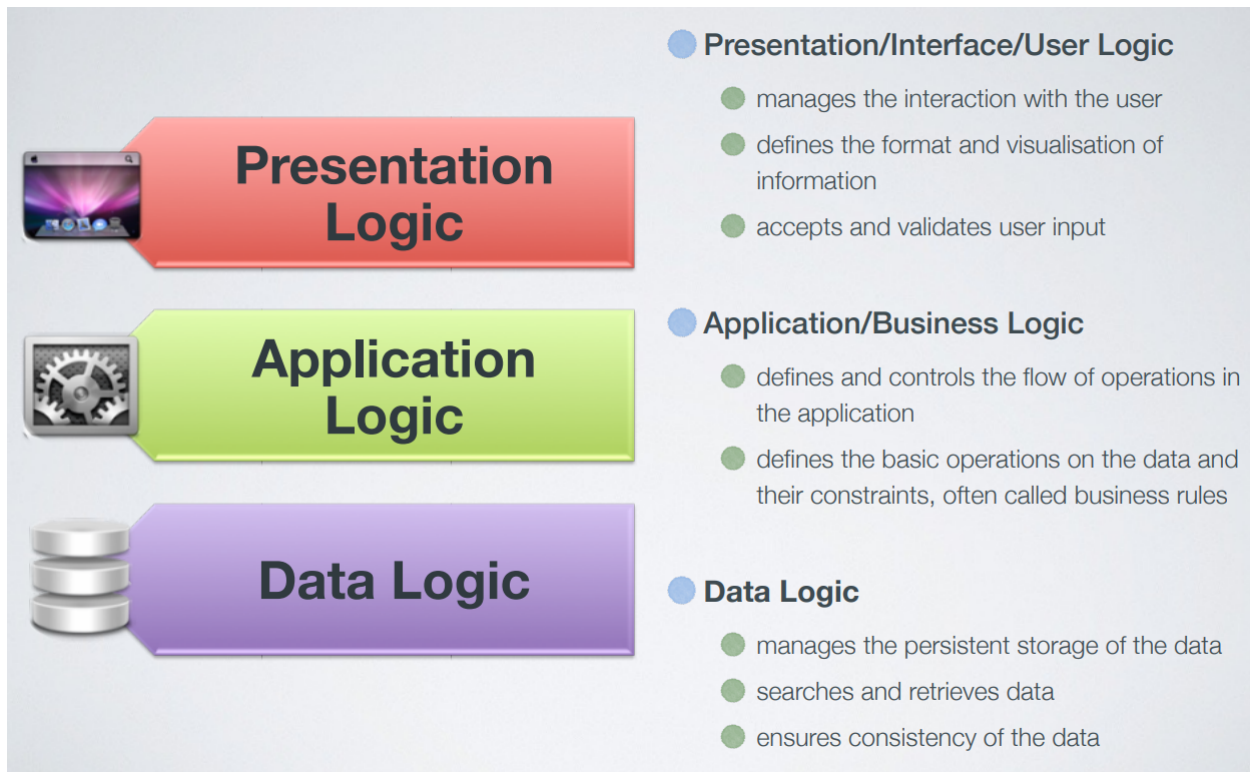 Presentation
Logic
Application
Logic
Data Logic
Presentation/Interface/User Logic
manages the interaction with the user
defines the format and visualisation of
information
accepts and validates user input
Application/Business Logic
defines and controls the flow of operations in
the application
defines the basic operations on the data and
their constraints, often called business rules
Data Logic
manages the persistent storage of the data
searches and retrieves data
ensures consistency of the data